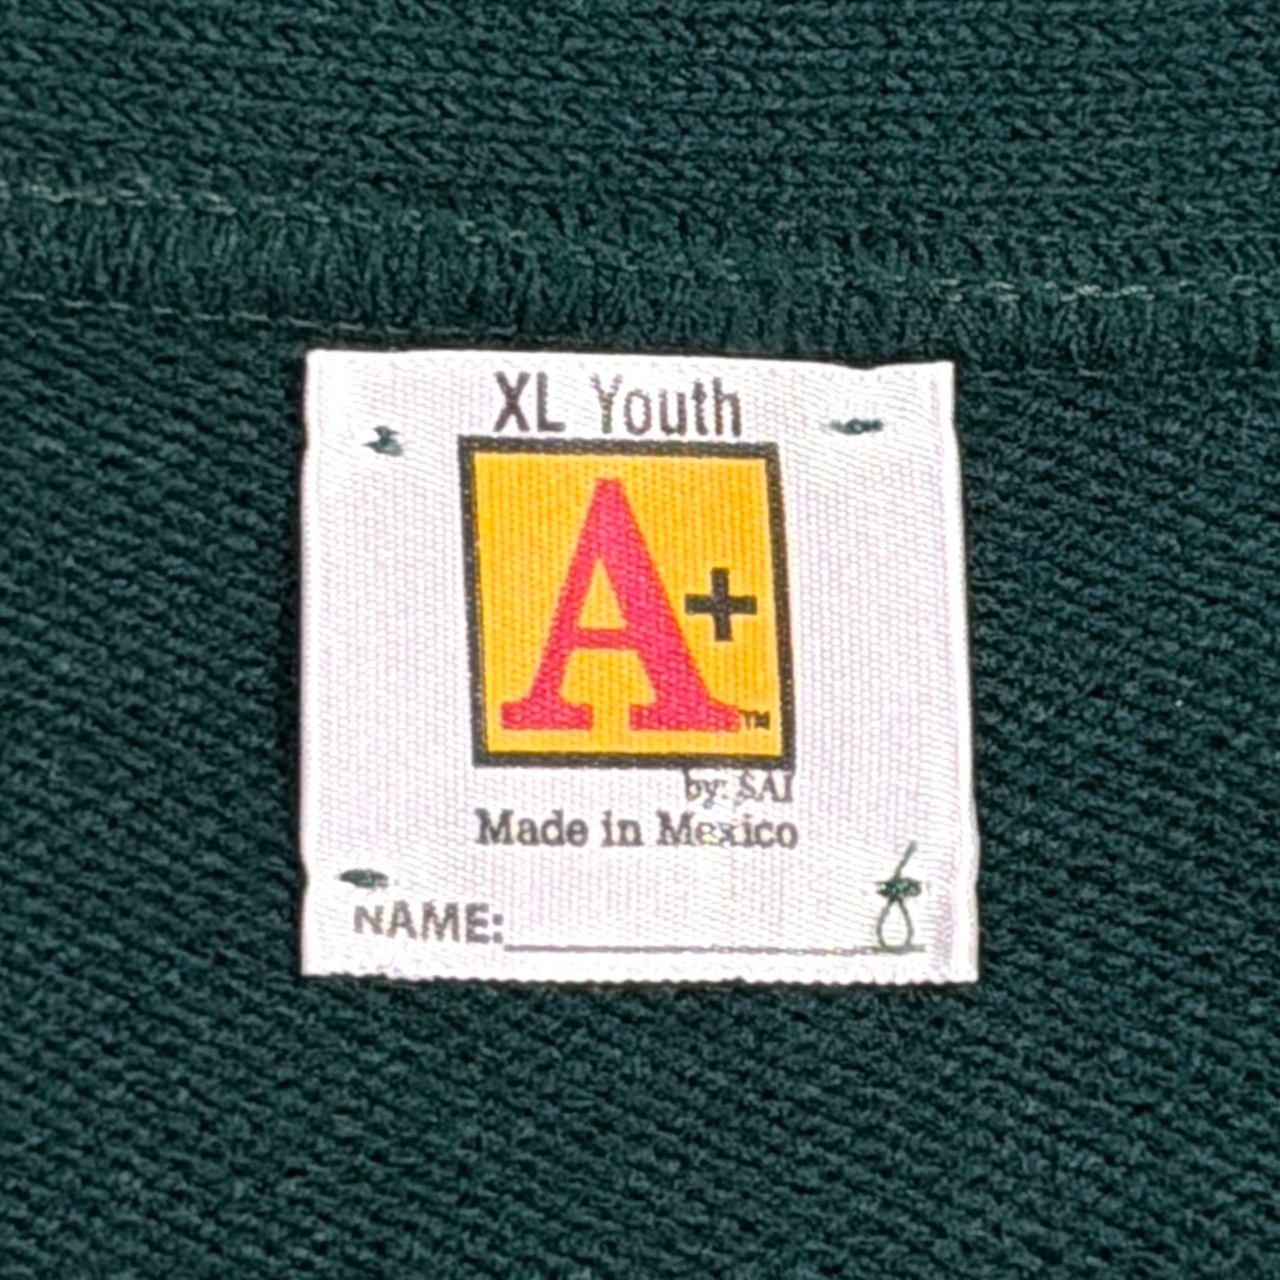 XL Youth
A+™
by: SAI
Made in Mexico
NAME: